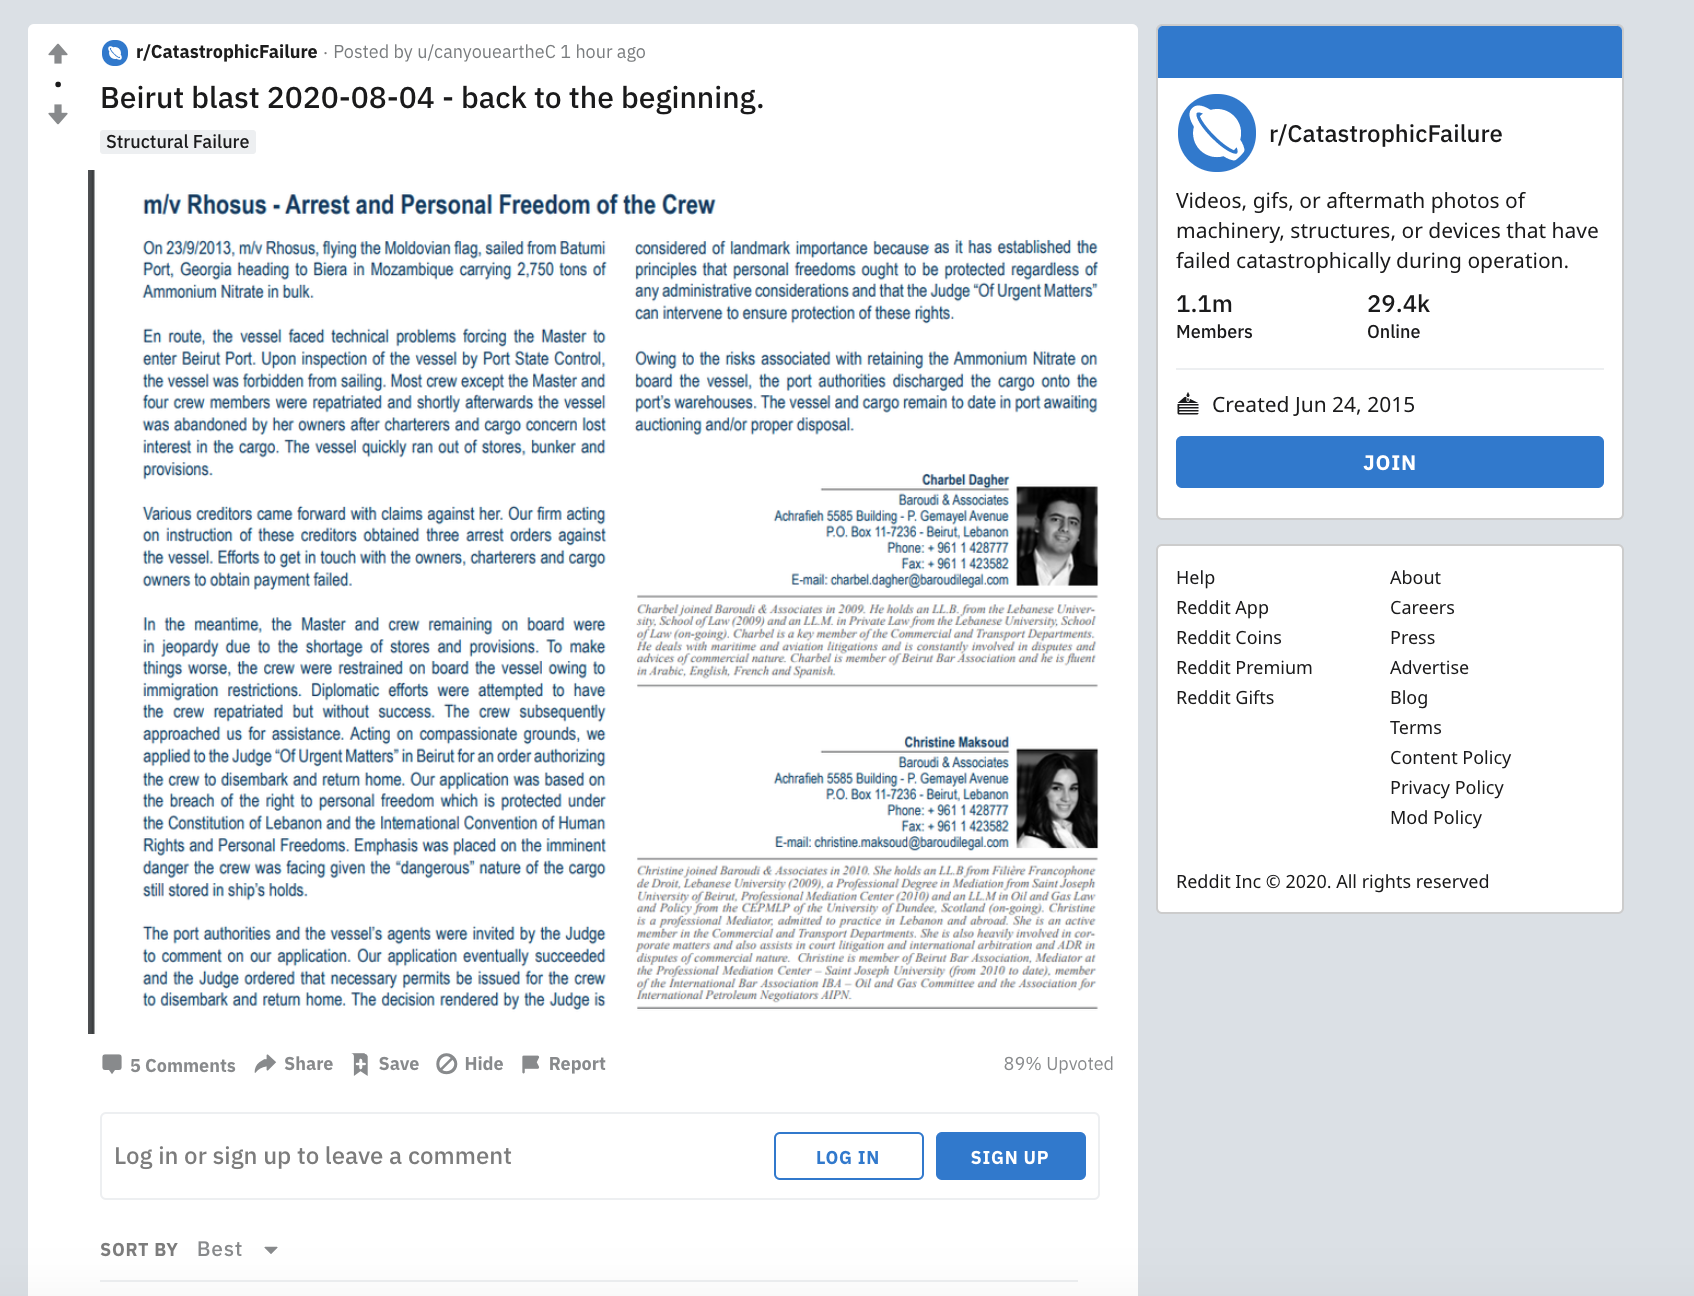 r/CatastrophicFailure · Posted by u/canyoueartheC 1 hour ago
Beirut blast 2020-08-04 - back to the beginning.
Structural Failure
m/v Rhosus - Arrest and Personal Freedom of the Crew
On 23/9/2013, m/v Rhosus, flying the Moldovian flag, sailed from Batumi
Port, Georgia heading to Biera in Mozambique carrying 2,750 tons of
Ammonium Nitrate in bulk.
En route, the vessel faced technical problems forcing the Master to
enter Beirut Port. Upon inspection of the vessel by Port State Control,
the vessel was forbidden from sailing. Most crew except the Master and
four crew members were repatriated and shortly afterwards the vessel
was abandoned by her owners after charterers and cargo concern lost
interest in the cargo. The vessel quickly ran out of stores, bunker and
provisions.
Various creditors came forward with claims against her. Our firm acting
on instruction of these creditors obtained three arrest orders against
the vessel. Efforts to get in touch with the owners, charterers and cargo
owners to obtain payment failed.
In the meantime, the Master and crew remaining on board were
in jeopardy due to the shortage of stores and provisions. To make
things worse, the crew were restrained on board the vessel owing to
immigration restrictions. Diplomatic efforts were attempted to have
the crew repatriated but without success. The crew subsequently
approached us for assistance. Acting on compassionate grounds, we
applied to the Judge “Of Urgent Matters” in Beirut for an order authorizing
the crew to disembark and return home. Our application was based on
the breach of the right to personal freedom which is protected under
the Constitution of Lebanon and the International Convention of Human
Rights and Personal Freedoms. Emphasis was placed on the imminent
danger the crew was facing given the “dangerous” nature of the cargo
still stored in ship’s holds.
The port authorities and the vessel’s agents were invited by the Judge
to comment on our application. Our application eventually succeeded
and the Judge ordered that necessary permits be issued for the crew
to disembark and return home. The decision rendered by the Judge is
considered of landmark importance because as it has established the
principles that personal freedoms ought to be protected regardless of
any administrative considerations and that the Judge “Of Urgent Matters”
can intervene to ensure protection of these rights.
Owing to the risks associated with retaining the Ammonium Nitrate on
board the vessel, the port authorities discharged the cargo onto the
port’s warehouses. The vessel and cargo remain to date in port awaiting
auctioning and/or proper disposal.
Charbel Dagher
Baroudi & Associates
Achrafieh 5585 Building - P. Gemayel Avenue
P.O. Box 11-7236 - Beirut, Lebanon
Phone: + 961 1 428777
Fax: + 961 1 423582
E-mail: charbel.dagher@baroudilegal.com
Charbel joined Baroudi & Associates in 2009. He holds an LL.B. from the Lebanese Univer-
sity, School of Law (2009) and an LL.M. in Private Law from the Lebanese University, School
of Law (on-going). Charbel is a key member of the Commercial and Transport Departments.
He deals with maritime and aviation litigations and is constantly involved in disputes and
advices of commercial nature. Charbel is member of Beirut Bar Association and he is fluent
in Arabic, English, French and Spanish.
Christine Maksoud
Baroudi & Associates
Achrafieh 5585 Building - P. Gemayel Avenue
P.O. Box 11-7236 - Beirut, Lebanon
Phone: + 961 1 428777
Fax: + 961 1 423582
E-mail: christine.maksoud@baroudilegal.com
Christine joined Baroudi & Associates in 2010. She holds an LL.B from Filière Francophone
de Droit, Lebanese University (2009), a Professional Degree in Mediation from Saint Joseph
University of Beirut, Professional Mediation Center (2010) and an LL.M in Oil and Gas Law
and Policy from the CEPMLP of the University of Dundee, Scotland (on-going). Christine
is a professional Mediator, admitted to practice in Lebanon and abroad. She is an active
member in the Commercial and Transport Departments. She is also heavily involved in cor-
porate matters and also assists in court litigation and international arbitration and ADR in
disputes of commercial nature. Christine is member of Beirut Bar Association, Mediator at
the Professional Mediation Center – Saint Joseph University (from 2010 to date), member
of the International Bar Association IBA – Oil and Gas Committee and the Association for
International Petroleum Negotiators AIPN.
5 Comments Share Save Hide Report 89% Upvoted
Log in or sign up to leave a comment LOG IN SIGN UP
SORT BY Best
r/CatastrophicFailure
Videos, gifs, or aftermath photos of
machinery, structures, or devices that have
failed catastrophically during operation.
1.1m 29.4k
Members Online
Created Jun 24, 2015
JOIN
Help About
Reddit App Careers
Reddit Coins Press
Reddit Premium Advertise
Reddit Gifts Blog
Terms
Content Policy
Privacy Policy
Mod Policy
Reddit Inc © 2020. All rights reserved